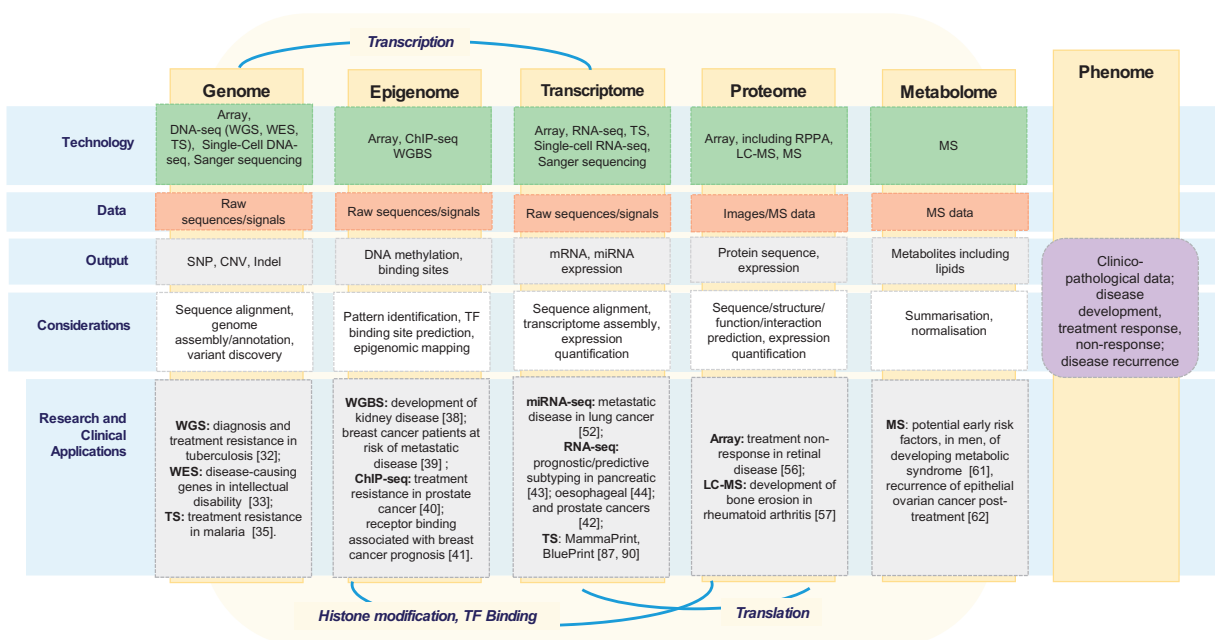 Transcription
Genome
Epigenome
Transcriptome
Proteome
Metabolome
Phenome
Technology
Array,
DNA-seq (WGS, WES,
TS), Single-Cell DNA-
seq, Sanger sequencing
Array, ChIP-seq
WGBS
Array, RNA-seq, TS,
Single-cell RNA-seq,
Sanger sequencing
Array, including RPPA,
LC-MS, MS
MS
Data
Raw
sequences/signals
Raw sequences/signals
Raw sequences/signals
Images/MS data
MS data
Output
SNP, CNV, Indel
DNA methylation,
binding sites
mRNA, miRNA
expression
Protein sequence,
expression
Metabolites including
lipids
Clinico-
pathological data;
disease
development,
treatment response,
non-response;
disease recurrence
Considerations
Sequence alignment,
genome
assembly/annotation,
variant discovery
Pattern identification, TF
binding site prediction,
epigenomic mapping
Sequence alignment,
transcriptome assembly,
expression
quantification
Sequence/structure/
function/interaction
prediction, expression
quantification
Summarisation,
normalisation
Research and
Clinical
Applications
WGS: diagnosis and
treatment resistance in
tuberculosis [32];
WES: disease-causing
genes in intellectual
disability [33];
TS: treatment resistance
in malaria [35].
WGBS: development of
kidney disease [38];
breast cancer patients at
risk of metastatic
disease [39] ;
ChIP-seq: treatment
resistance in prostate
cancer [40];
receptor binding
associated with breast
cancer prognosis [41].
miRNA-seq: metastatic
disease in lung cancer
[52];
RNA-seq:
prognostic/predictive
subtyping in pancreatic
[43]; oesophageal [44];
and prostate cancers
[42];
TS: MammaPrint,
BluePrint [87, 90]
Array: treatment non-
response in retinal
disease [56];
LC-MS: development of
bone erosion in
rheumatoid arthritis [57]
MS: potential early risk
factors, in men, of
developing metabolic
syndrome [61],
recurrence of epithelial
ovarian cancer post-
treatment [62]
Histone modification, TF Binding
Translation